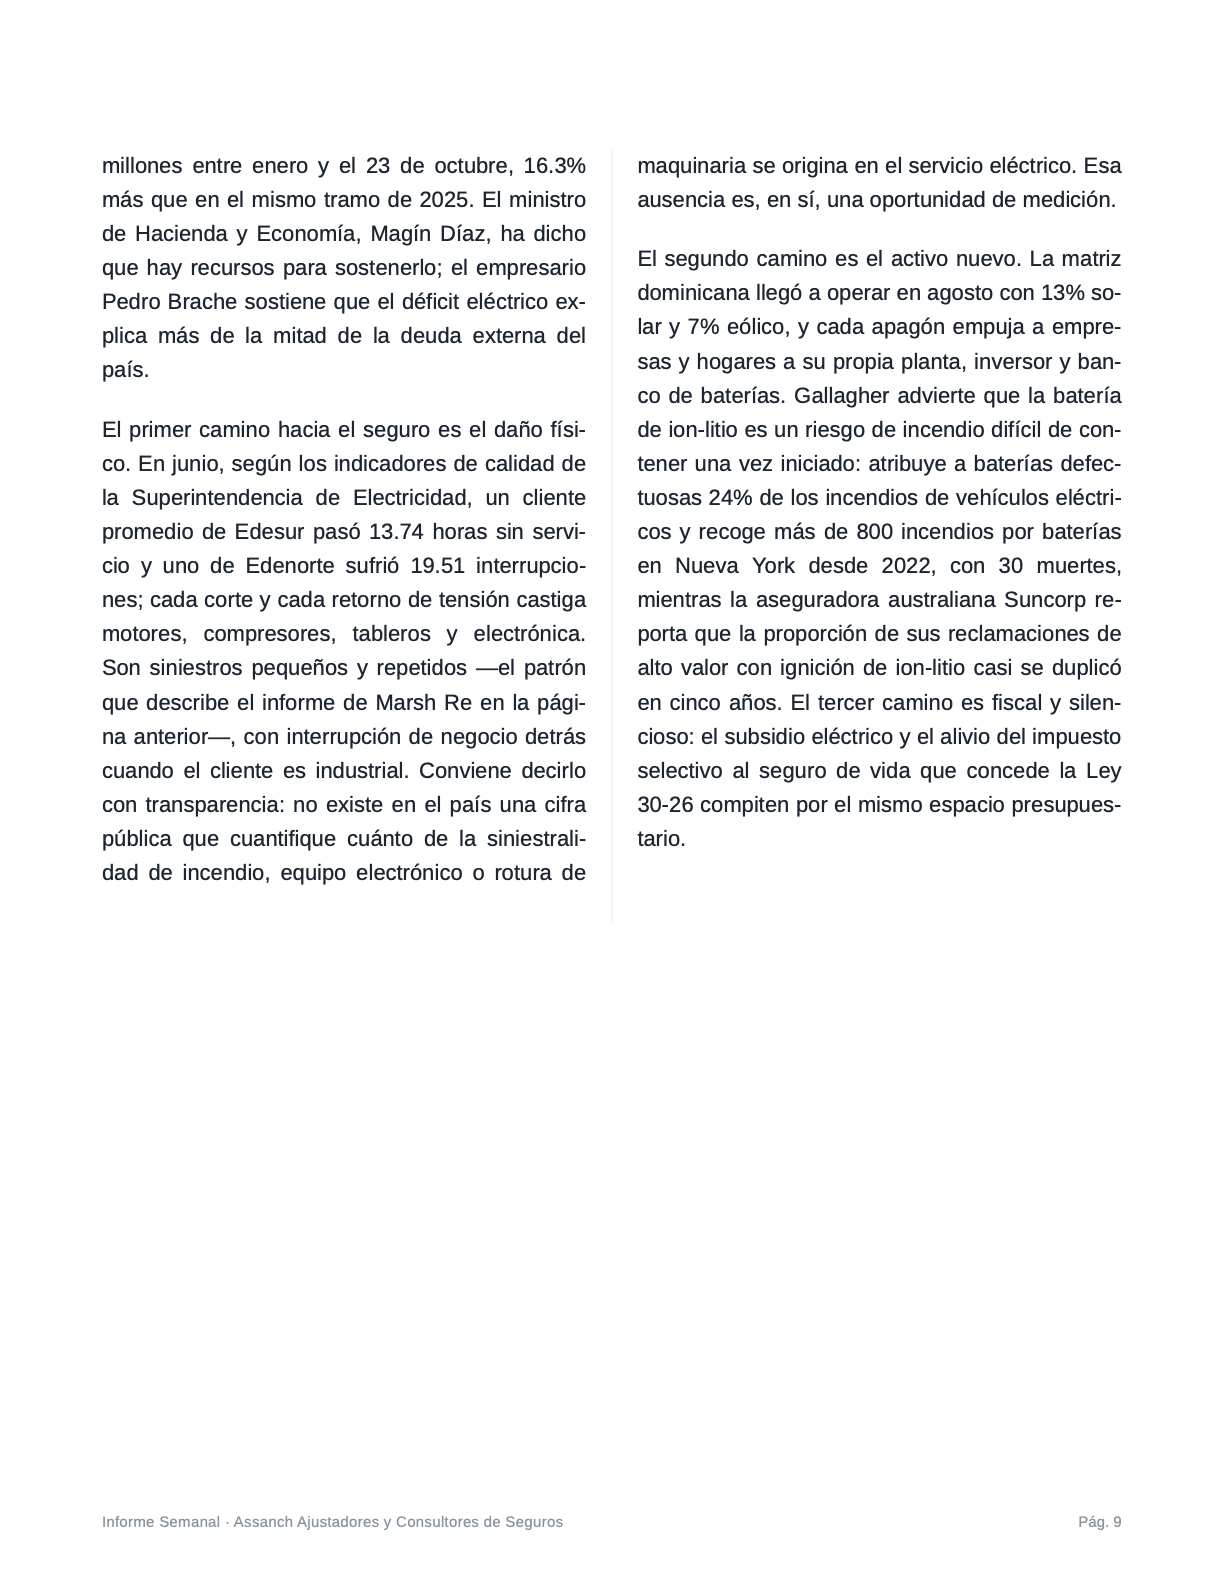 millones entre enero y el 23 de octubre, 16.3%
más que en el mismo tramo de 2025. El ministro
de Hacienda y Economía, Magín Díaz, ha dicho
que hay recursos para sostenerlo; el empresario
Pedro Brache sostiene que el déficit eléctrico ex-
plica más de la mitad de la deuda externa del
país.
El primer camino hacia el seguro es el daño físi-
co. En junio, según los indicadores de calidad de
la Superintendencia de Electricidad, un cliente
promedio de Edesur pasó 13.74 horas sin servi-
cio y uno de Edenorte sufrió 19.51 interrupcio-
nes; cada corte y cada retorno de tensión castiga
motores, compresores, tableros y electrónica.
Son siniestros pequeños y repetidos —el patrón
que describe el informe de Marsh Re en la pági-
na anterior—, con interrupción de negocio detrás
cuando el cliente es industrial. Conviene decirlo
con transparencia: no existe en el país una cifra
pública que cuantifique cuánto de la siniestrali-
dad de incendio, equipo electrónico o rotura de
maquinaria se origina en el servicio eléctrico. Esa
ausencia es, en sí, una oportunidad de medición.
El segundo camino es el activo nuevo. La matriz
dominicana llegó a operar en agosto con 13% so-
lar y 7% eólico, y cada apagón empuja a empre-
sas y hogares a su propia planta, inversor y ban-
co de baterías. Gallagher advierte que la batería
de ion-litio es un riesgo de incendio difícil de con-
tener una vez iniciado: atribuye a baterías defec-
tuosas 24% de los incendios de vehículos eléctri-
cos y recoge más de 800 incendios por baterías
en Nueva York desde 2022, con 30 muertes,
mientras la aseguradora australiana Suncorp re-
porta que la proporción de sus reclamaciones de
alto valor con ignición de ion-litio casi se duplicó
en cinco años. El tercer camino es fiscal y silen-
cioso: el subsidio eléctrico y el alivio del impuesto
selectivo al seguro de vida que concede la Ley
30-26 compiten por el mismo espacio presupues-
tario.
Informe Semanal · Assanch Ajustadores y Consultores de Seguros
Pág. 9